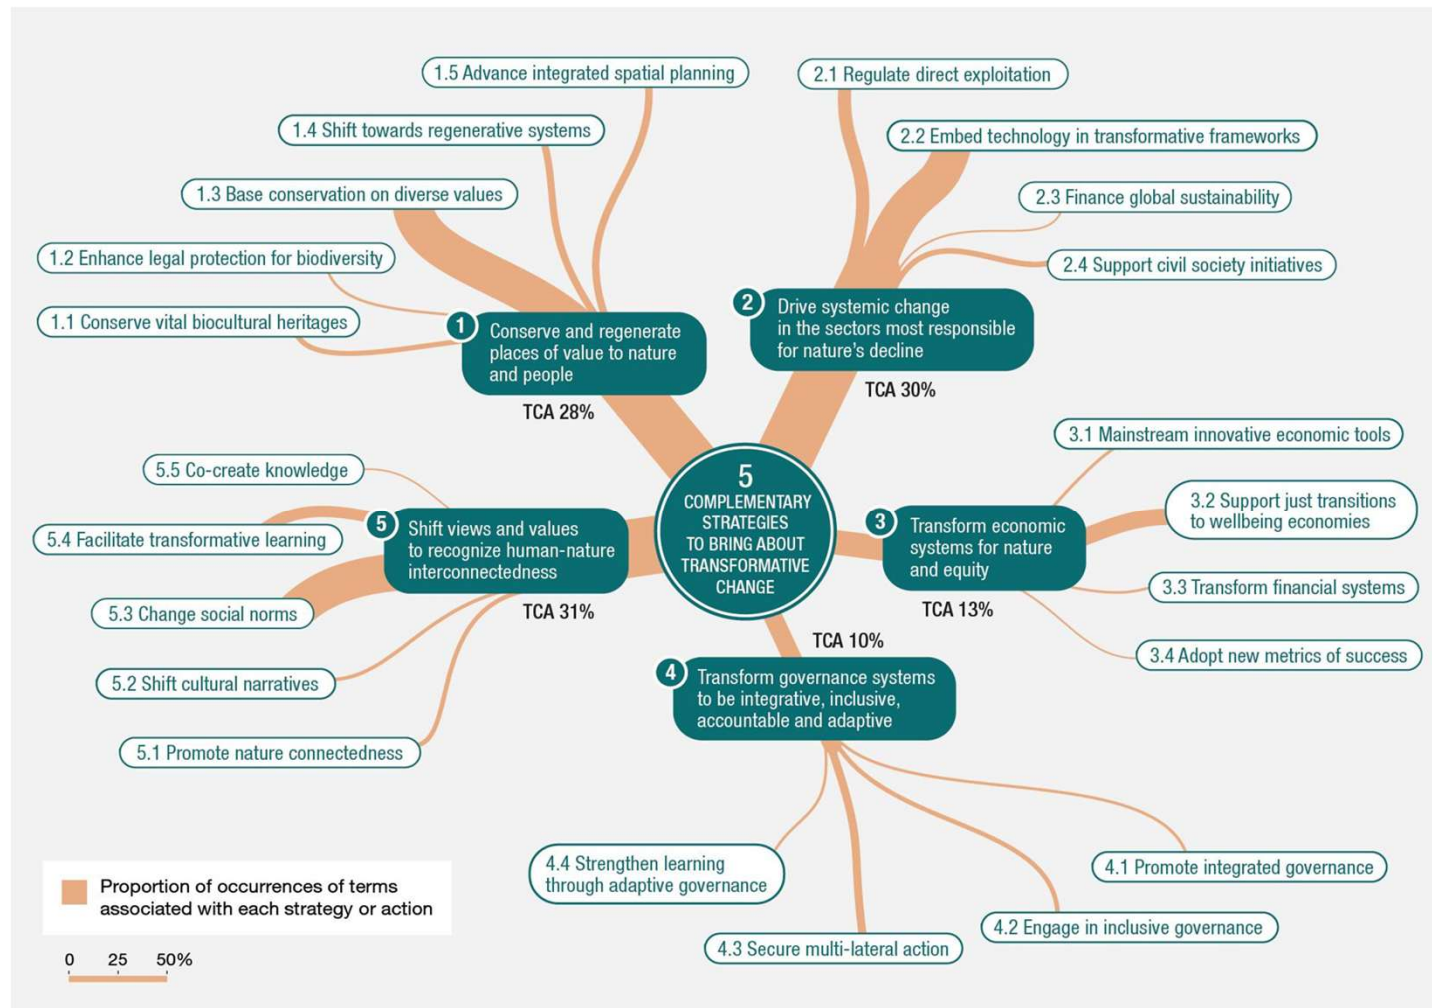 1.5 Advance integrated spatial planning
1.4 Shift towards regenerative systems
1.3 Base conservation on diverse values
1.2 Enhance legal protection for biodiversity
1.1 Conserve vital biocultural heritages
1
Conserve and regenerate
places of value to nature
and people
TCA 28%
2.1 Regulate direct exploitation
2.2 Embed technology in transformative frameworks
2.3 Finance global sustainability
2.4 Support civil society initiatives
2
Drive systemic change
in the sectors most responsible
for nature's decline
TCA 30%
5
COMPLEMENTARY
STRATEGIES
TO BRING ABOUT
TRANSFORMATIVE
CHANGE
3.1 Mainstream innovative economic tools
3.2 Support just transitions
to wellbeing economies
3.3 Transform financial systems
3.4 Adopt new metrics of success
3
Transform economic
systems for nature
and equity
TCA 13%
5.5 Co-create knowledge
5.4 Facilitate transformative learning
5.3 Change social norms
5.2 Shift cultural narratives
5.1 Promote nature connectedness
5
Shift views and values
to recognize human-nature
interconnectedness
TCA 31%
TCA 10%
4
Transform governance systems
to be integrative, inclusive,
accountable and adaptive
4.4 Strengthen learning
through adaptive governance
4.3 Secure multi-lateral action
4.2 Engage in inclusive governance
4.1 Promote integrated governance
Proportion of occurrences of terms
associated with each strategy or action
0 25 50%